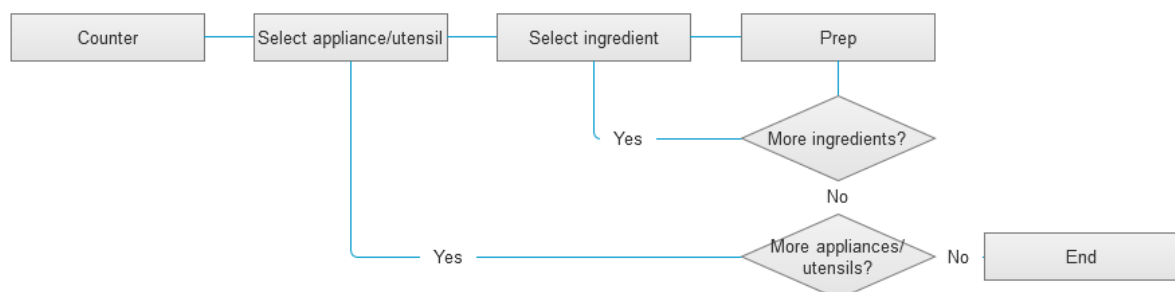 Counter
Select appliance/utensil
Select ingredient
Prep
More ingredients?
Yes
No
More appliances/
utensils?
Yes
No
End